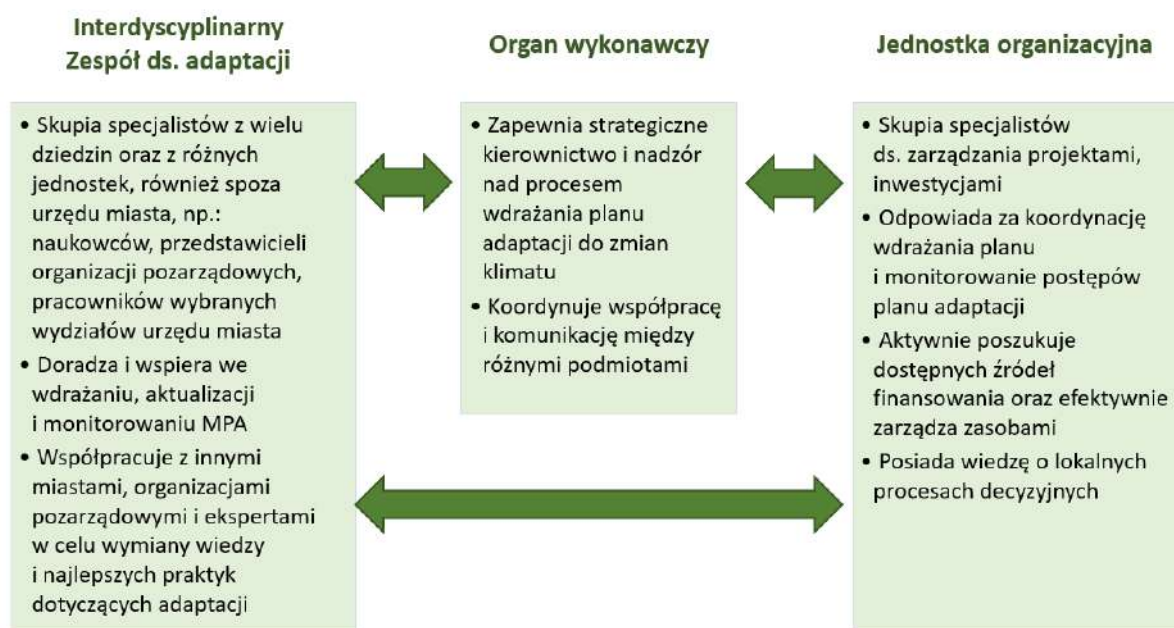 Interdyscyplinarny
Zespół ds. adaptacji
• Skupia specjalistów z wielu
dziedzin oraz z różnych
jednostek, również spoza
urzędu miasta, np.:
naukowców, przedstawicieli
organizacji pozarządowych,
pracowników wybranych
wydziałów urzędu miasta
• Doradza i wspiera we
wdrażaniu, aktualizacji
i monitorowaniu MPA
• Współpracuje z innymi
miastami, organizacjami
pozarządowymi i ekspertami
w celu wymiany wiedzy
i najlepszych praktyk
dotyczących adaptacji
Organ wykonawczy
• Zapewnia strategiczne
kierownictwo i nadzór
nad procesem
wdrażania planu
adaptacji do zmian
klimatu
• Koordynuje współpracę
i komunikację między
różnymi podmiotami
Jednostka organizacyjna
• Skupia specjalistów
ds. zarządzania projektami,
inwestycjami
• Odpowiada za koordynację
wdrażania planu
i monitorowanie postępów
planu adaptacji
• Aktywnie poszukuje
dostępnych źródeł
finansowania oraz efektywnie
zarządza zasobami
• Posiada wiedzę o lokalnych
procesach decyzyjnych